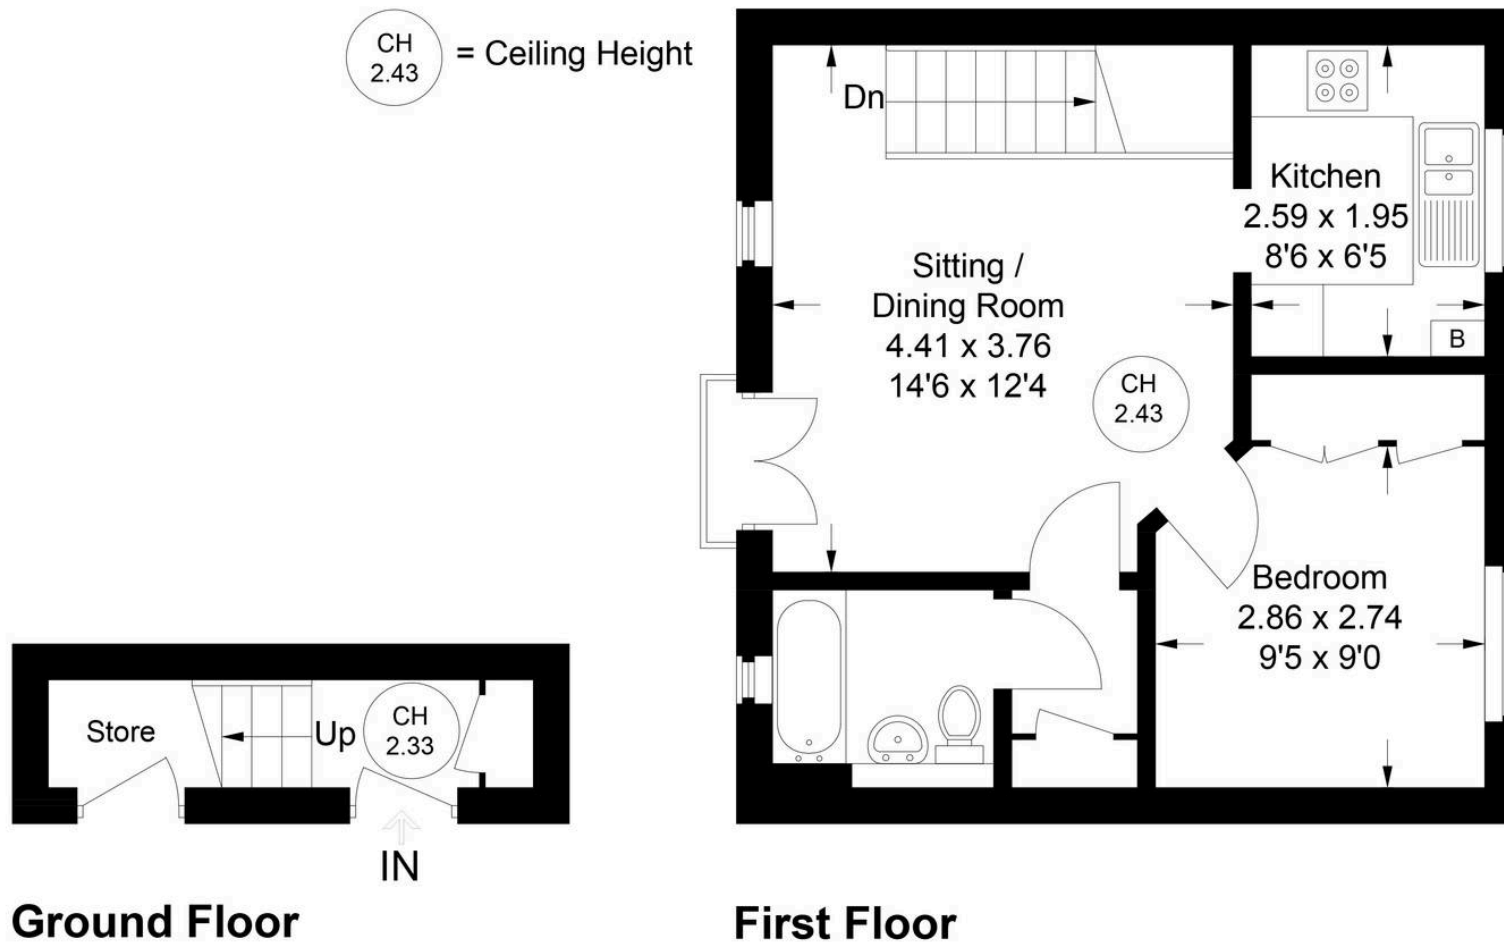 CH
2.43
= Ceiling Height
Dn
Kitchen
2.59 x 1.95
8'6 x 6'5
Sitting /
Dining Room
4.41 x 3.76
14'6 x 12'4
B
CH
2.43
Bedroom
2.86 x 2.74
9'5 x 9'0
Store
Up
CH
2.33
IN
Ground Floor
First Floor